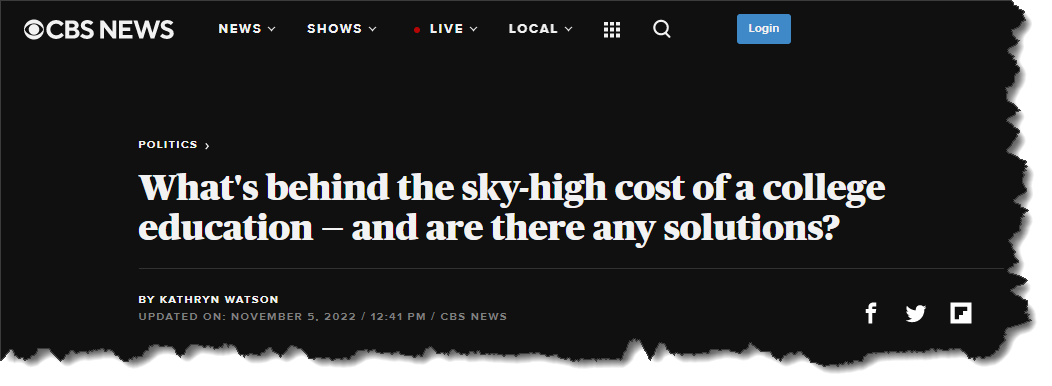 CBS NEWS NEWS SHOWS LIVE LOCAL Login
POLITICS
What's behind the sky-high cost of a college
education — and are there any solutions?
BY KATHRYN WATSON
UPDATED ON: NOVEMBER 5, 2022 / 12:41 PM / CBS NEWS